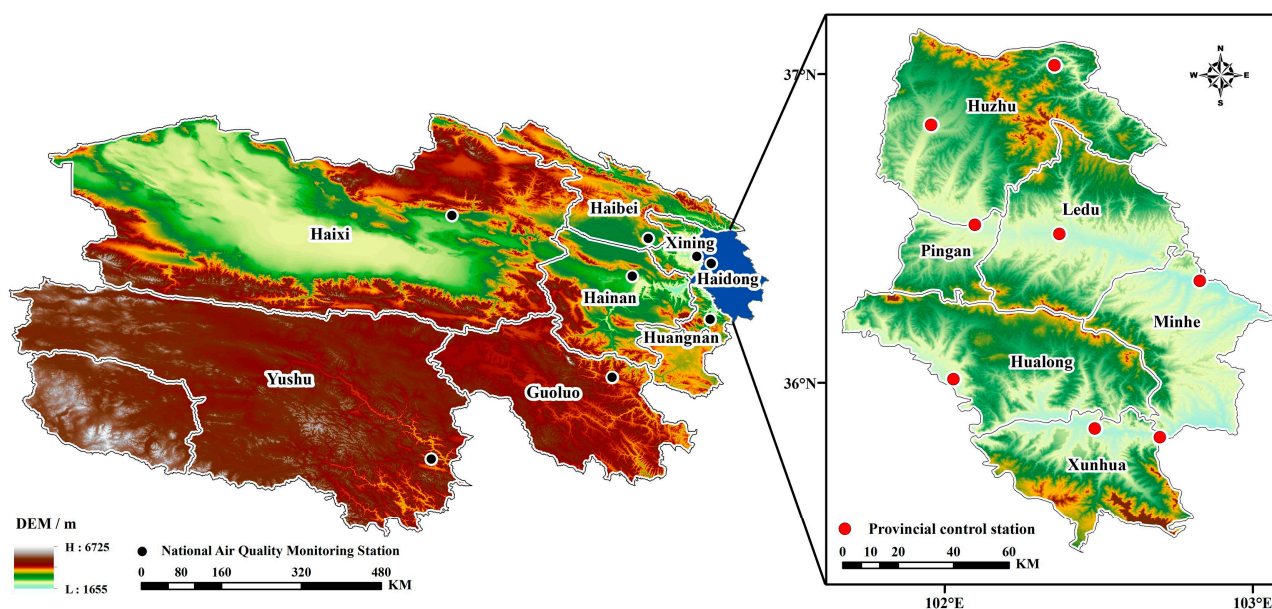 Haixi
Haibei
Xining
Haidong
Hainan
Huangnan
Yushu
Guoluo
DEM / m
H : 6725
L : 1655
National Air Quality Monitoring Station
0 80 160 320 480
KM
37°N
36°N
N
W E
S
Huzhu
Ledu
Pingan
Minhe
Hualong
Xunhua
Provincial control station
0 10 20 40 60
KM
102°E 103°E